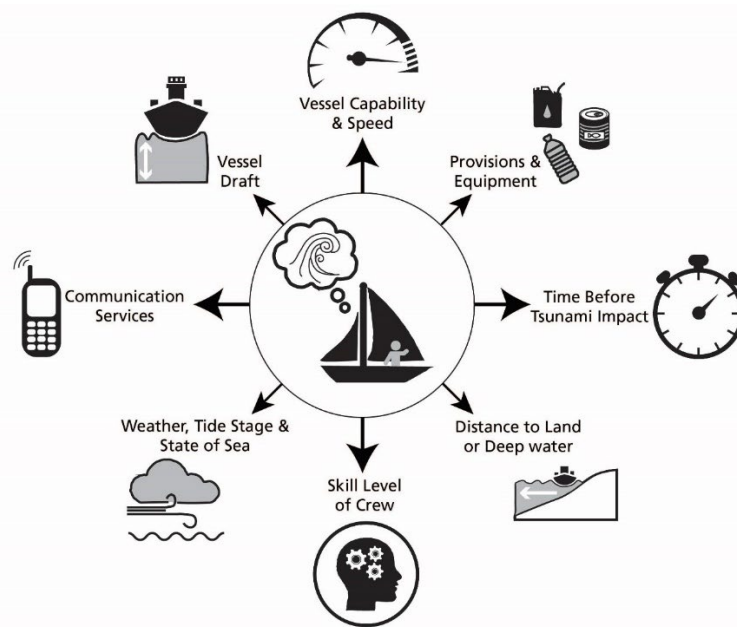 Vessel Capability
& Speed
Provisions &
Equipment
Time Before
Tsunami Impact
Distance to Land
or Deep water
Skill Level
of Crew
Weather, Tide Stage &
State of Sea
Communication
Services
Vessel
Draft